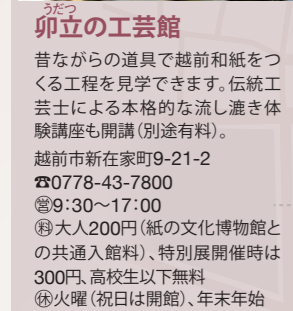 うだつ
卯立の工芸館
昔ながらの道具で越前和紙をつ
くる工程を見学できます。伝統工
芸士による本格的な流し漉き体
験講座も開講（別途有料）。
越前市新在家町9-21-2
☎0778-43-7800
㊡9:30〜17:00
㊮大人200円（紙の文化博物館と
の共通入館料）、特別展開催時は
300円、高校生以下無料
㊡火曜（祝日は開館）、年末年始